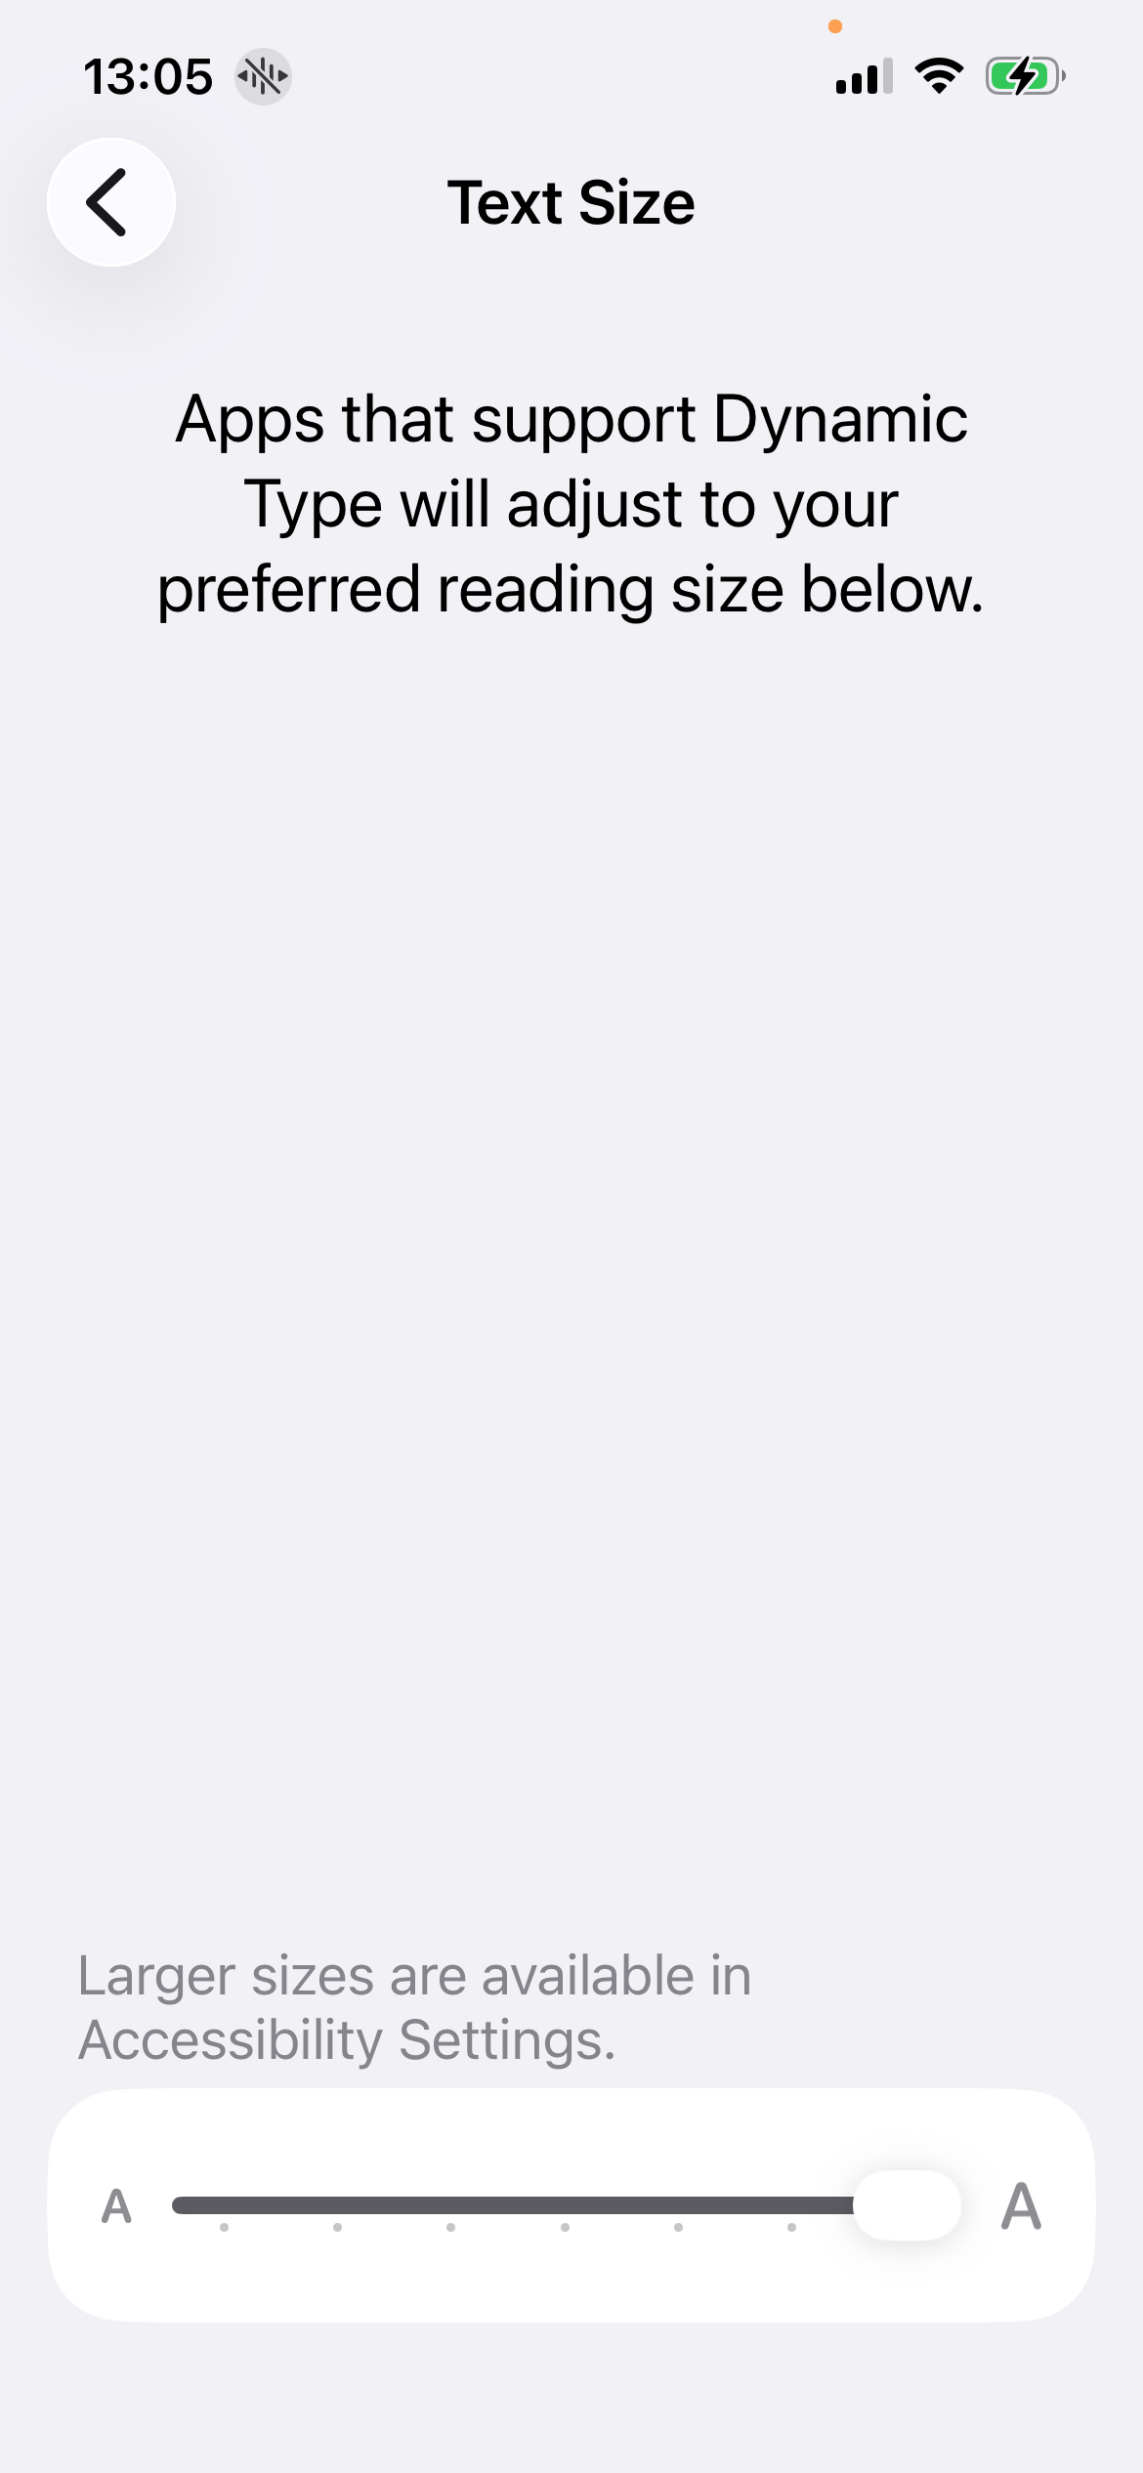 13:05
Text Size
Apps that support Dynamic
Type will adjust to your
preferred reading size below.
Larger sizes are available in
Accessibility Settings.
A A